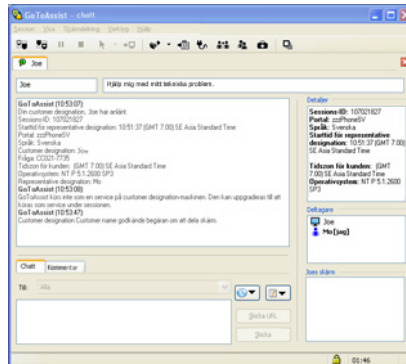 GoToAssist - chatt
Session Visa Skärmdelning Verktyg Hjälp
Joe
Joe
Hjälp mig med mitt tekniska problem.
GoToAssist (10:53:07)
Din customer designation, Joe har anlänt.
Sessions-ID: 107021827
Starttid för representative designation: 10:51:37 (GMT 7:00) SE Asia Standard
Time
Portal: zzzPhoneSV
Språk: Svenska
Customer designation: Joe
Fråga: CC021-7735
Tidszon för kunden: (GMT 7:00) SE Asia Standard Time
Operativsystem: NT P 5.1.2600 SP3
Representative designation: Mo
GoToAssist (10:53:08)
GoToAssist körs inte som en service på customer designation-maskinen. Den kan uppgraderas till att
köras som service under sessionen.
GoToAssist (10:53:47)
Customer designation Customer name godkände begäran om att dela skärm.
Detaljer
Sessions-ID: 107021827
Portal: zzzPhoneSV
Språk: Svenska
Starttid för representative
designation: 10:51:37 (GMT 7:00)
SE Asia Standard Time
Tidszon för kunden: (GMT
7:00) SE Asia Standard Time
Operativsystem: NT P 5.1.2600
SP3
Deltagare
Joe
Mo [jag]
Joes skärm
Chatt Kommentar
Till: Alla
Skicka URL
Skicka
01:46